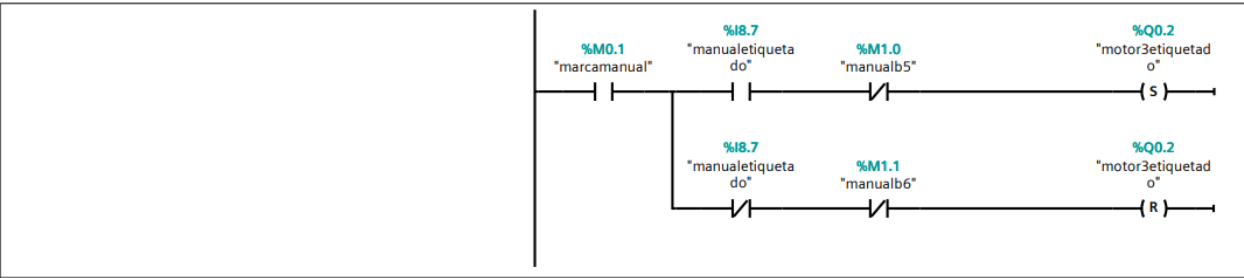 %M0.1
"marcamanual"
%I8.7
"manualetiqueta
do"
%M1.0
"manualb5"
%Q0.2
"motor3etiquetad
o"
S
%I8.7
"manualetiqueta
do"
%M1.1
"manualb6"
%Q0.2
"motor3etiquetad
o"
R